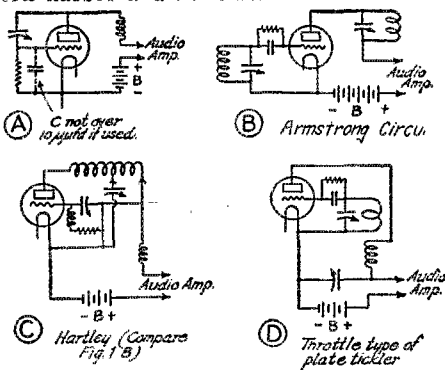 Audio
Amp.
+
B
-
A
C not over
10 μμfd if used.
Audio
Amp.
- B +
B
Armstrong Circu.
Audio Amp.
- B +
C
Hartley (Compare
Fig. 1 B)
Audio
Amp.
- B +
D
Throttle type of
plate tickler